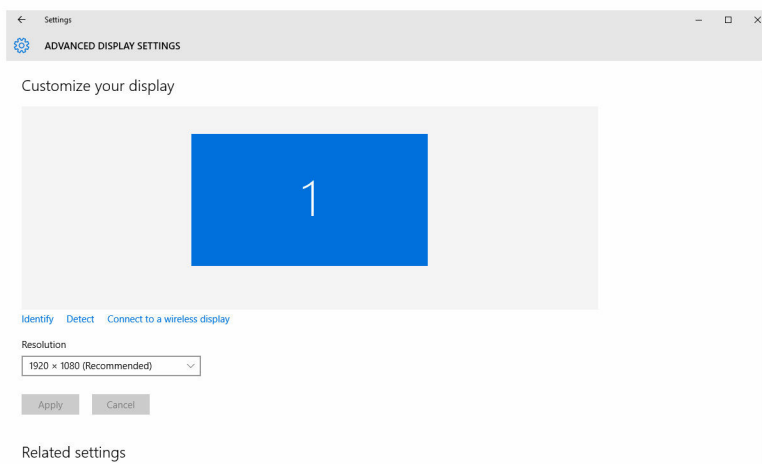 Settings
ADVANCED DISPLAY SETTINGS
Customize your display
1
Identify Detect Connect to a wireless display
Resolution
1920 × 1080 (Recommended)
Apply Cancel
Related settings